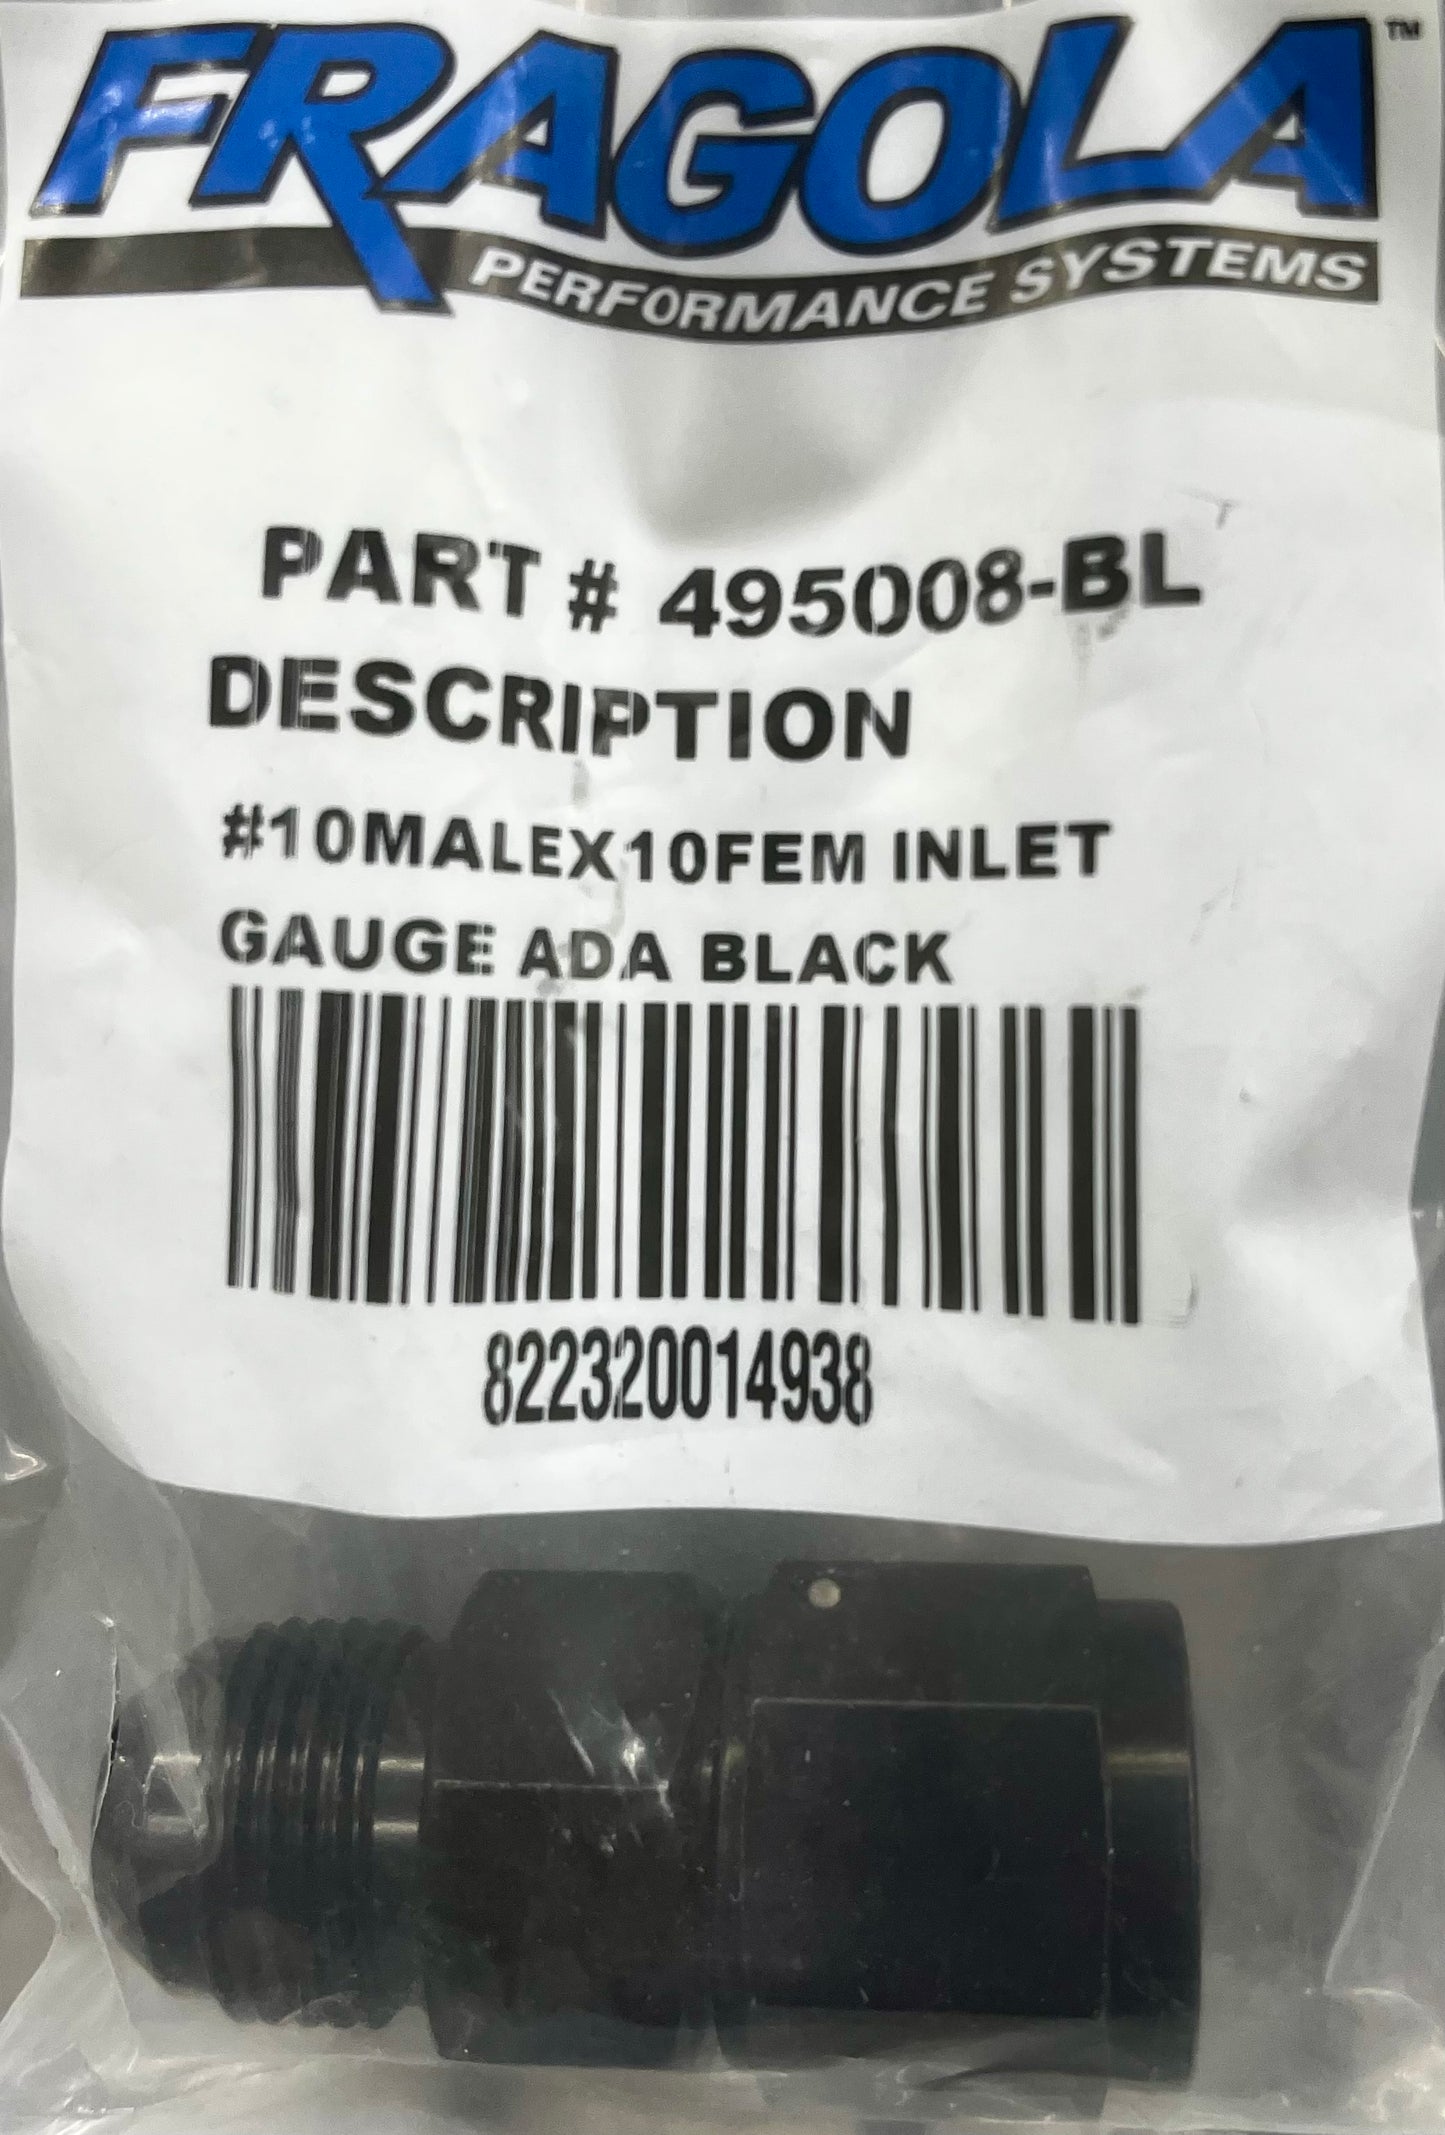 FRAGOLA™
PERFORMANCE SYSTEMS
PART # 495008-BL
DESCRIPTION
#10MALEX10FEM INLET
GAUGE ADA BLACK
822320014938